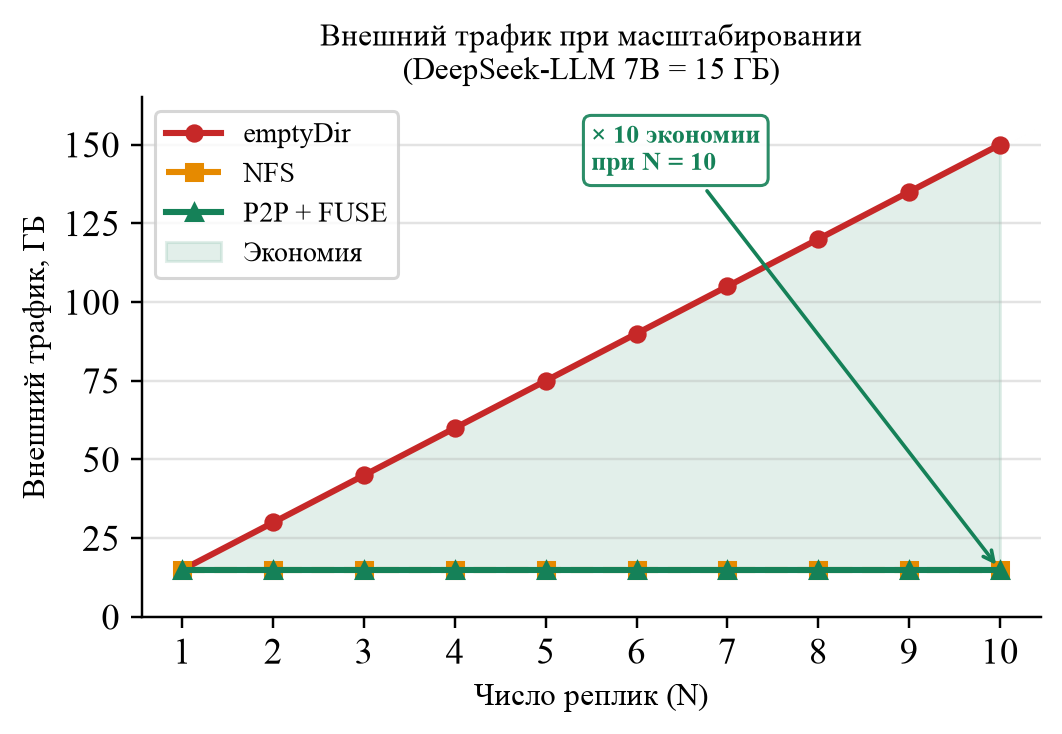 Внешний трафик при масштабировании
(DeepSeek-LLM 7B = 15 ГБ)
emptyDir
NFS
P2P + FUSE
Экономия
× 10 экономии
при N = 10
Внешний трафик, ГБ
150
125
100
75
50
25
0
1 2 3 4 5 6 7 8 9 10
Число реплик (N)